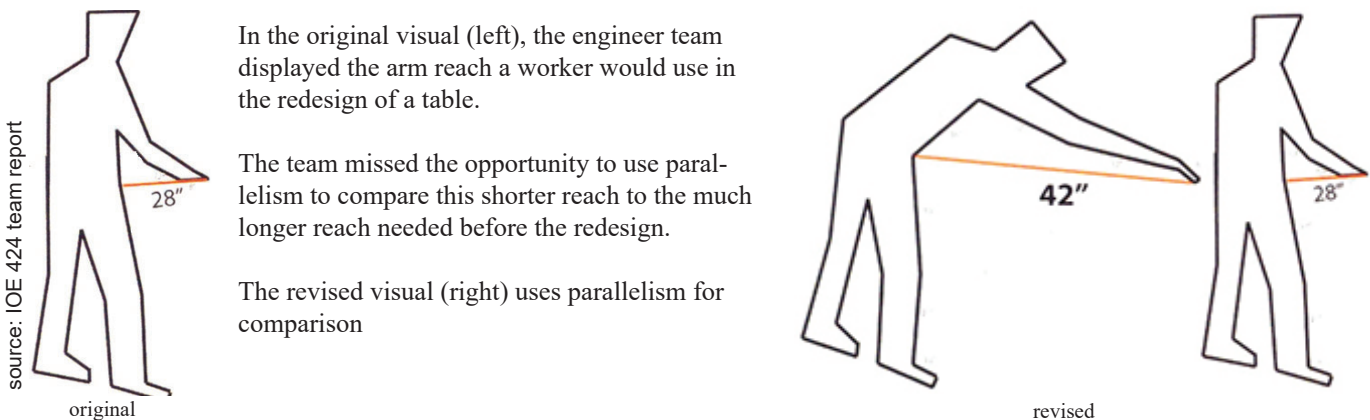 source: IOE 424 team report
28″
original
In the original visual (left), the engineer team
displayed the arm reach a worker would use in
the redesign of a table.
The team missed the opportunity to use paral-
lelism to compare this shorter reach to the much
longer reach needed before the redesign.
The revised visual (right) uses parallelism for
comparison
42″
28″
revised